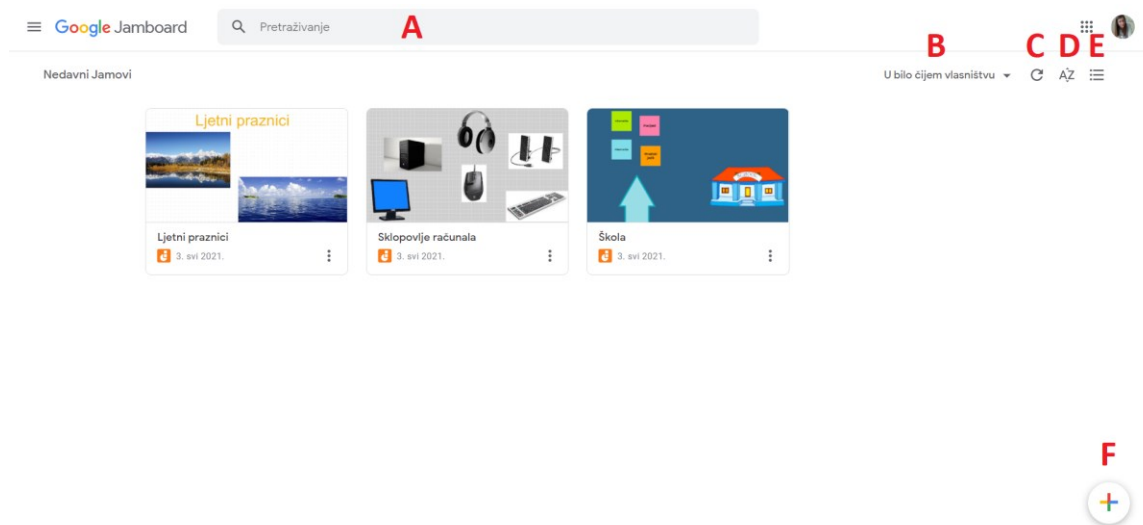 Google Jamboard
Pretraživanje
A
B
C
D
E
Nedavni Jamovi
U bilo čijem vlasništvu
AZ
Ljetni praznici
Ljetni praznici
3. svi 2021.
Sklopovlje računala
3. svi 2021.
Škola
3. svi 2021.
F